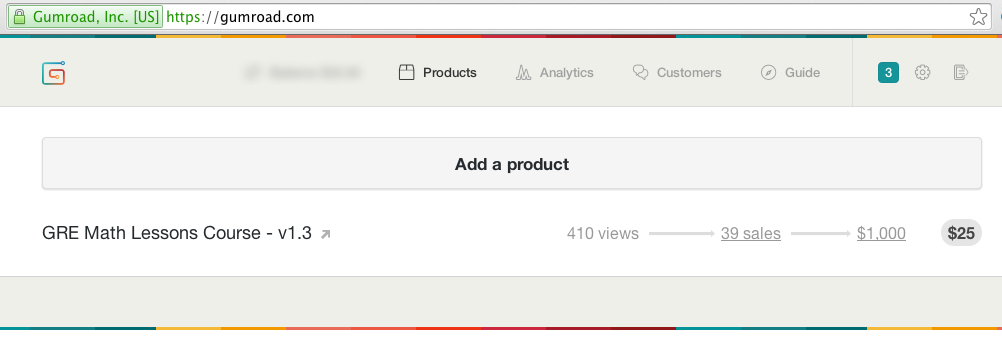 Gumroad, Inc. [US] https://gumroad.com
Products Analytics Customers Guide 3
Add a product
GRE Math Lessons Course - v1.3 410 views 39 sales $1,000 $25